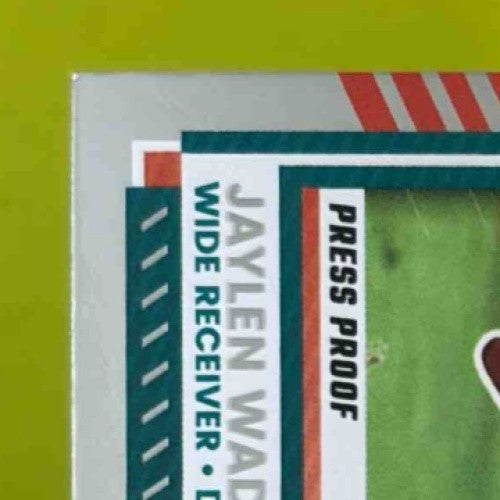 JAYLEN WAD
WIDE RECEIVER • D
PRESS PROOF